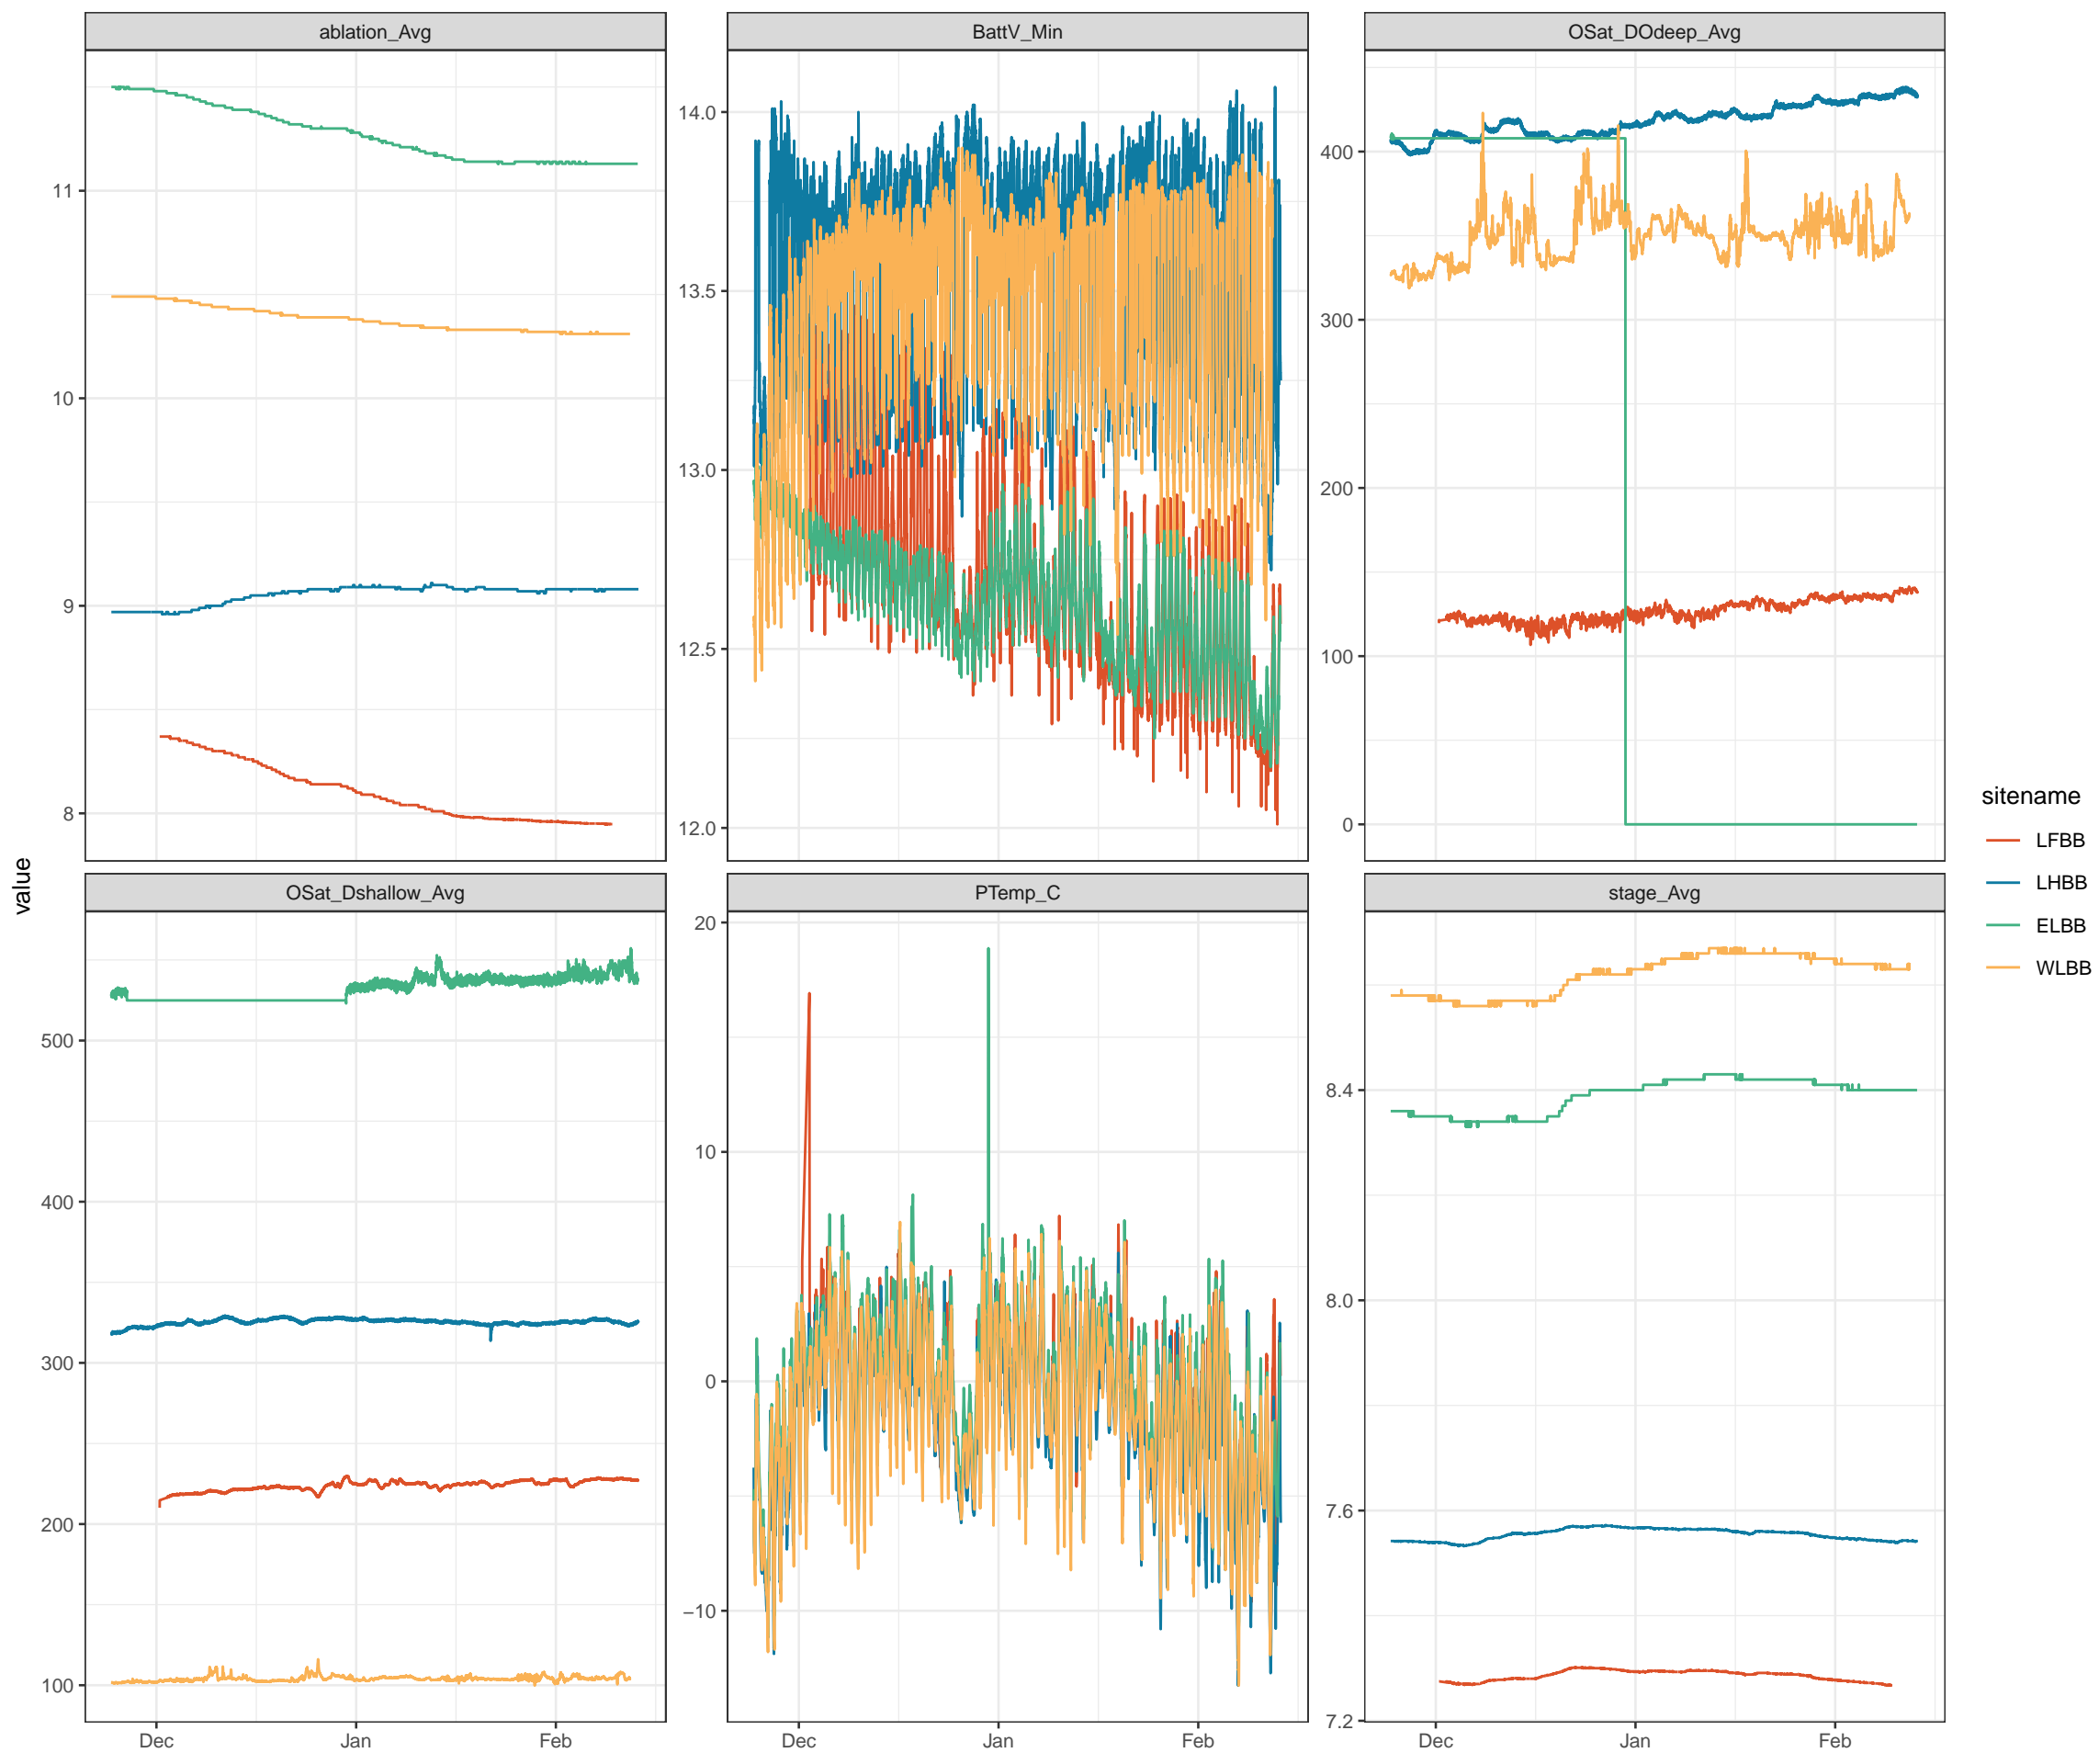 ablation_Avg
BattV_Min
OSat_DOdeep_Avg
11
10
9
8
14.0
13.5
13.0
12.5
12.0
400
300
200
100
0
value
OSat_Dshallow_Avg
PTemp_C
stage_Avg
500
400
300
200
100
20
10
0
−10
8.4
8.0
7.6
7.2
Dec Jan Feb
Dec Jan Feb
Dec Jan Feb
sitename
LFBB
LHBB
ELBB
WLBB